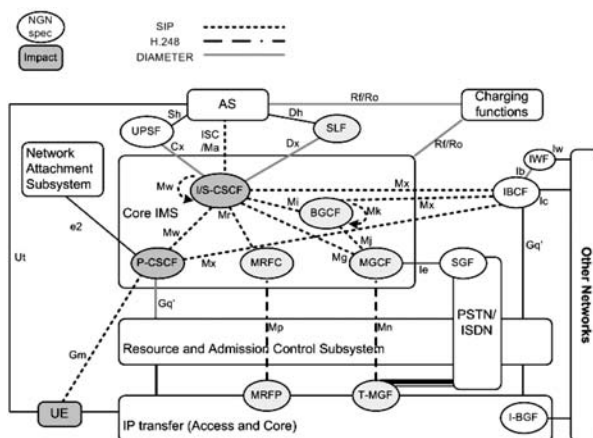 NGN
spec
Impact
SIP
H.248
DIAMETER
AS
Charging
functions
Sh
Dh
Rf/Ro
UPSF
SLF
Cx
ISC
/Ma
Dx
Rf/Ro
Network
Attachment
Subsystem
IWF
Iw
Ib
Mw
I/S-CSCF
Mx
IBCF
Ic
Core IMS
Mr
Mi
BGCF
Mk
Mx
Mw
Mj
Gq'
e2
Ut
P-CSCF
Mx
MRFC
Mg
MGCF
Ie
SGF
Other Networks
Gq'
PSTN/
ISDN
Mp
Mn
Resource and Admission Control Subsystem
Gm
MRFP
T-MGF
UE
IP transfer (Access and Core)
I-BGF